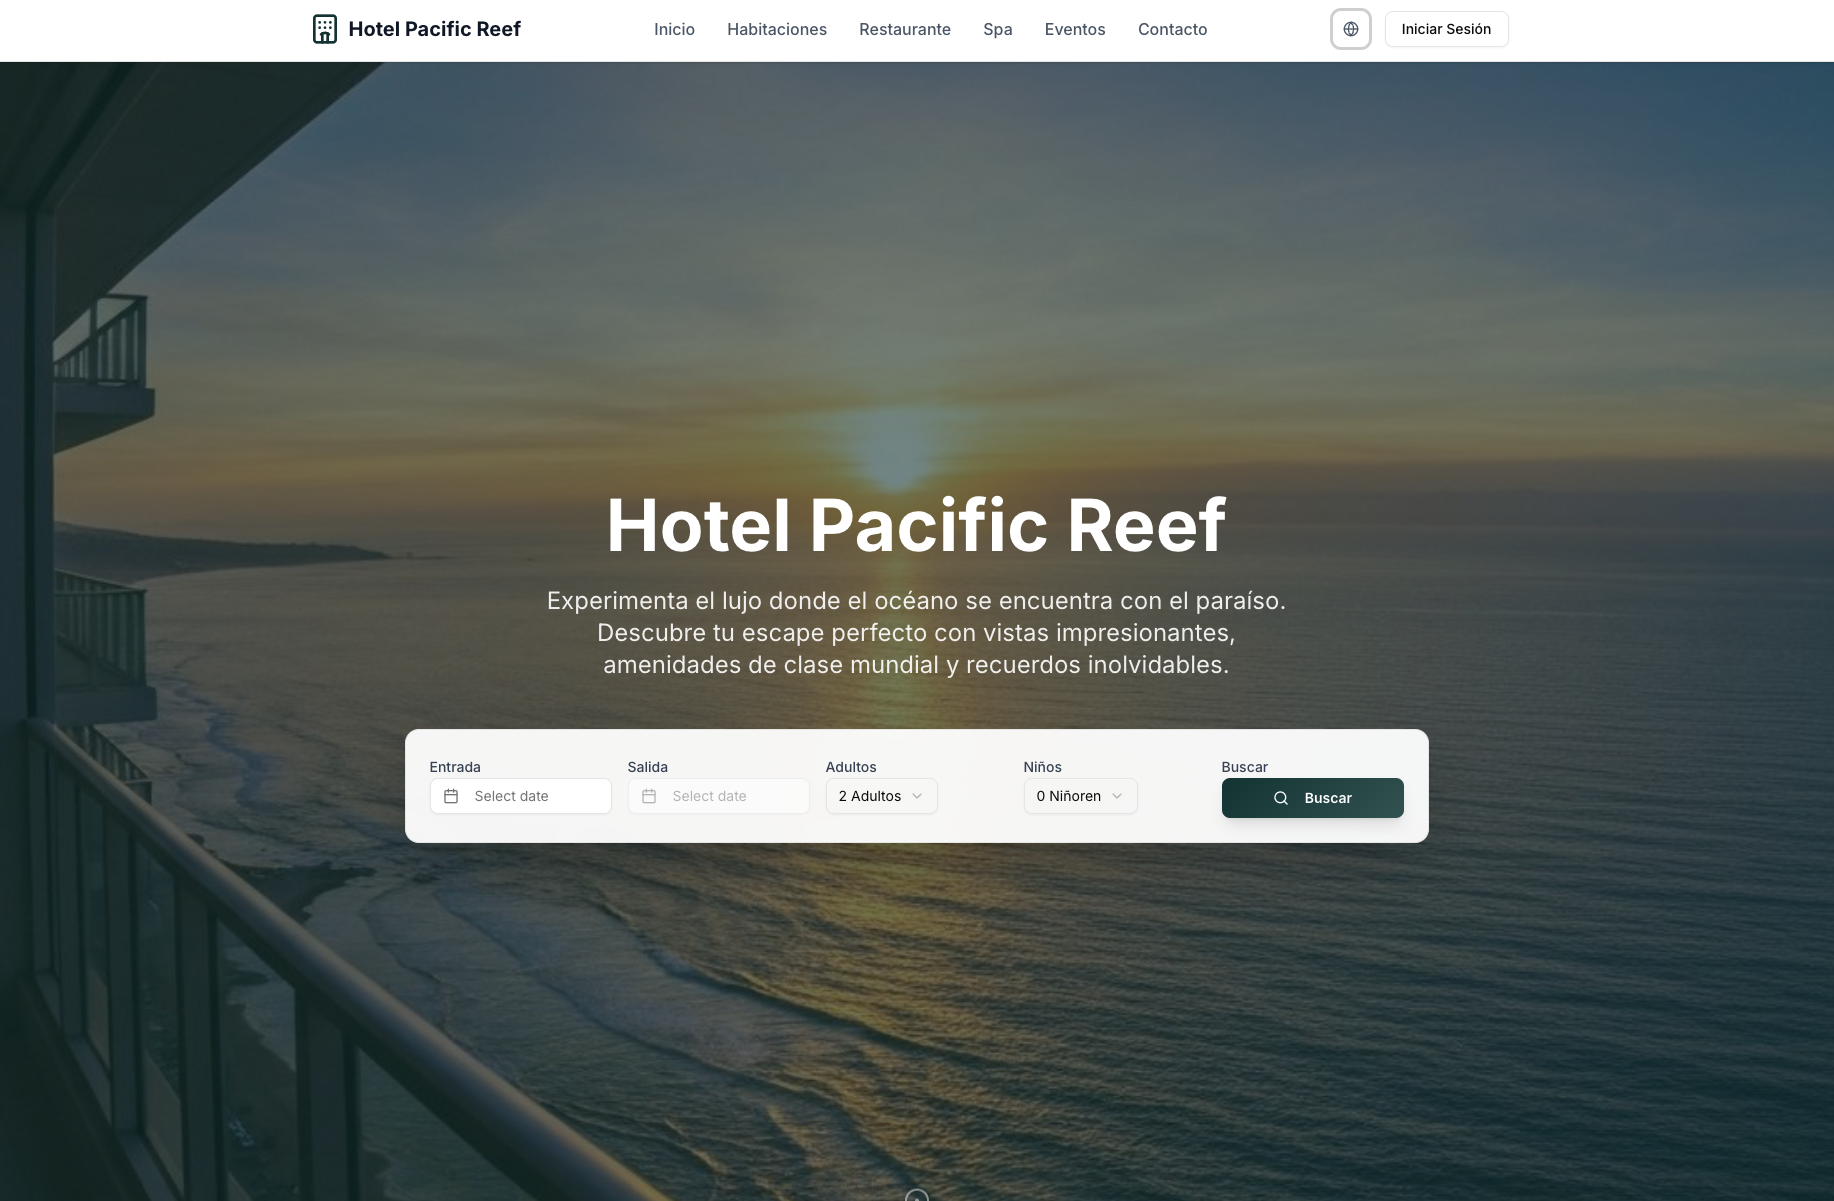 Hotel Pacific Reef
Inicio
Habitaciones
Restaurante
Spa
Eventos
Contacto
Iniciar Sesión
Hotel Pacific Reef
Experimenta el lujo donde el océano se encuentra con el paraíso.
Descubre tu escape perfecto con vistas impresionantes,
amenidades de clase mundial y recuerdos inolvidables.
Entrada
Select date
Salida
Select date
Adultos
2 Adultos
Niños
0 Niñoren
Buscar
Buscar